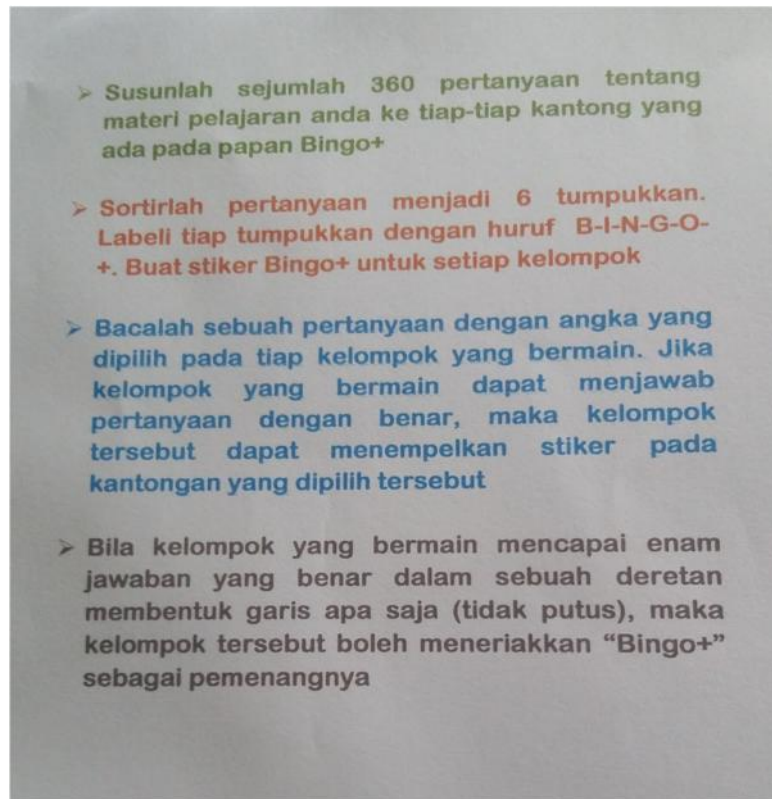 ➢ Susunlah sejumlah 360 pertanyaan tentang
materi pelajaran anda ke tiap-tiap kantong yang
ada pada papan Bingo+
➢ Sortirlah pertanyaan menjadi 6 tumpukkan.
Labeli tiap tumpukkan dengan huruf B-I-N-G-O-
+. Buat stiker Bingo+ untuk setiap kelompok
➢ Bacalah sebuah pertanyaan dengan angka yang
dipilih pada tiap kelompok yang bermain. Jika
kelompok yang bermain dapat menjawab
pertanyaan dengan benar, maka kelompok
tersebut dapat menempelkan stiker pada
kantongan yang dipilih tersebut
➢ Bila kelompok yang bermain mencapai enam
jawaban yang benar dalam sebuah deretan
membentuk garis apa saja (tidak putus), maka
kelompok tersebut boleh meneriakkan “Bingo+”
sebagai pemenangnya